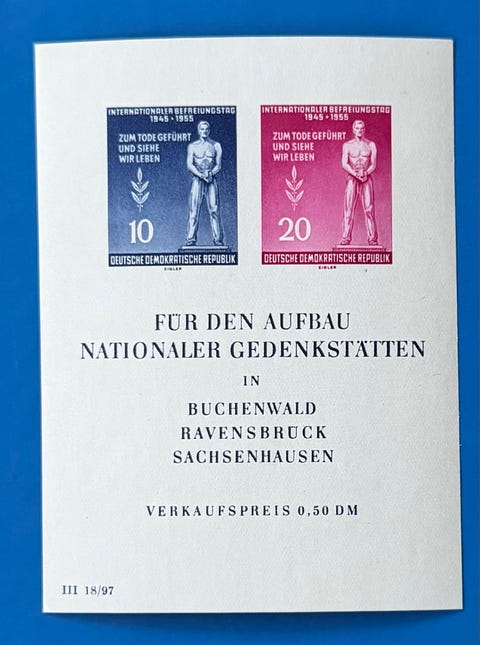 INTERNATIONALER BEFREIUNGSTAG
1945 • 1955
ZUM TODE GEFÜHRT
UND SIEHE
WIR LEBEN
10
DEUTSCHE DEMOKRATISCHE REPUBLIK
SIGLER
INTERNATIONALER BEFREIUNGSTAG
1945 • 1955
ZUM TODE GEFÜHRT
UND SIEHE
WIR LEBEN
20
DEUTSCHE DEMOKRATISCHE REPUBLIK
SIGLER
FÜR DEN AUFBAU
NATIONALER GEDENKSTÄTTEN
IN
BUCHENWALD
RAVENSBRÜCK
SACHSENHAUSEN
VERKAUFSPREIS 0,50 DM
III 18/97